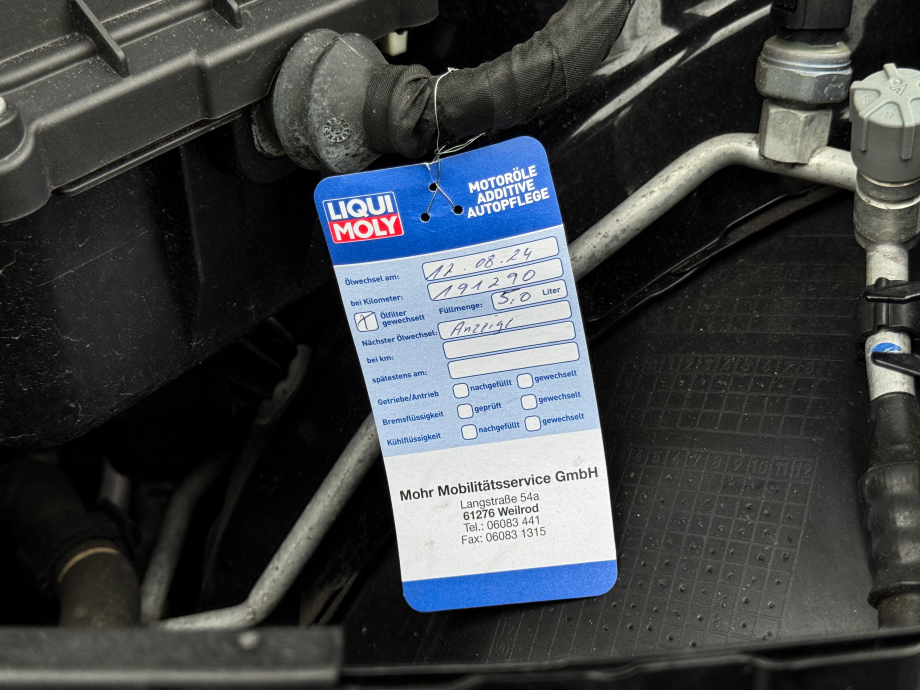 LIQUI
MOLY
MOTORÖLE
ADDITIVE
AUTOPFLEGE
Ölwechsel am: 12.08.24
bei Kilometer: 191290
Ölfilter
gewechselt
Füllmenge: 5,0 Liter
Nächster Ölwechsel: Anzeige
bei km:
spätestens am:
Getriebe/Antrieb nachgefüllt gewechselt
Bremsflüssigkeit geprüft gewechselt
Kühlflüssigkeit nachgefüllt gewechselt
Mohr Mobilitätsservice GmbH
Langstraße 54a
61276 Weilrod
Tel.: 06083 441
Fax: 06083 1315